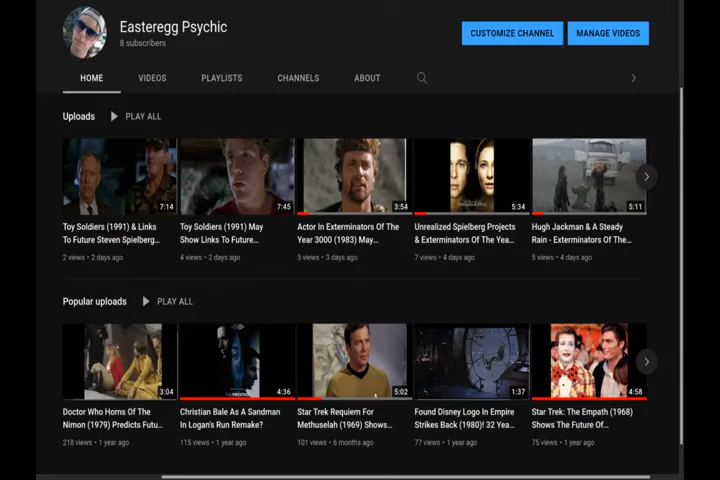 Easteregg Psychic
8 subscribers
CUSTOMIZE CHANNEL
MANAGE VIDEOS
HOME
VIDEOS
PLAYLISTS
CHANNELS
ABOUT
Uploads
PLAY ALL
7:14
7:45
3:54
5:34
5:11
Toy Soldiers (1991) & Links
To Future Steven Spielberg...
2 views • 2 days ago
Toy Soldiers (1991) May
Show Links To Future...
4 views • 2 days ago
Actor In Exterminators Of The
Year 3000 (1983) May...
5 views • 3 days ago
Unrealized Spielberg Projects
& Exterminators Of The Yea...
7 views • 4 days ago
Hugh Jackman & A Steady
Rain - Exterminators Of The...
5 views • 4 days ago
Popular uploads
PLAY ALL
3:04
4:36
5:02
1:37
4:58
Doctor Who Horns Of The
Nimon (1979) Predicts Futu...
218 views • 1 year ago
Christian Bale As A Sandman
In Logan's Run Remake?
115 views • 1 year ago
Star Trek Requiem For
Methuselah (1969) Shows...
101 views • 6 months ago
Found Disney Logo In Empire
Strikes Back (1980)! 32 Yea...
77 views • 1 year ago
Star Trek: The Empath (1968)
Shows The Future Of...
75 views • 1 year ago